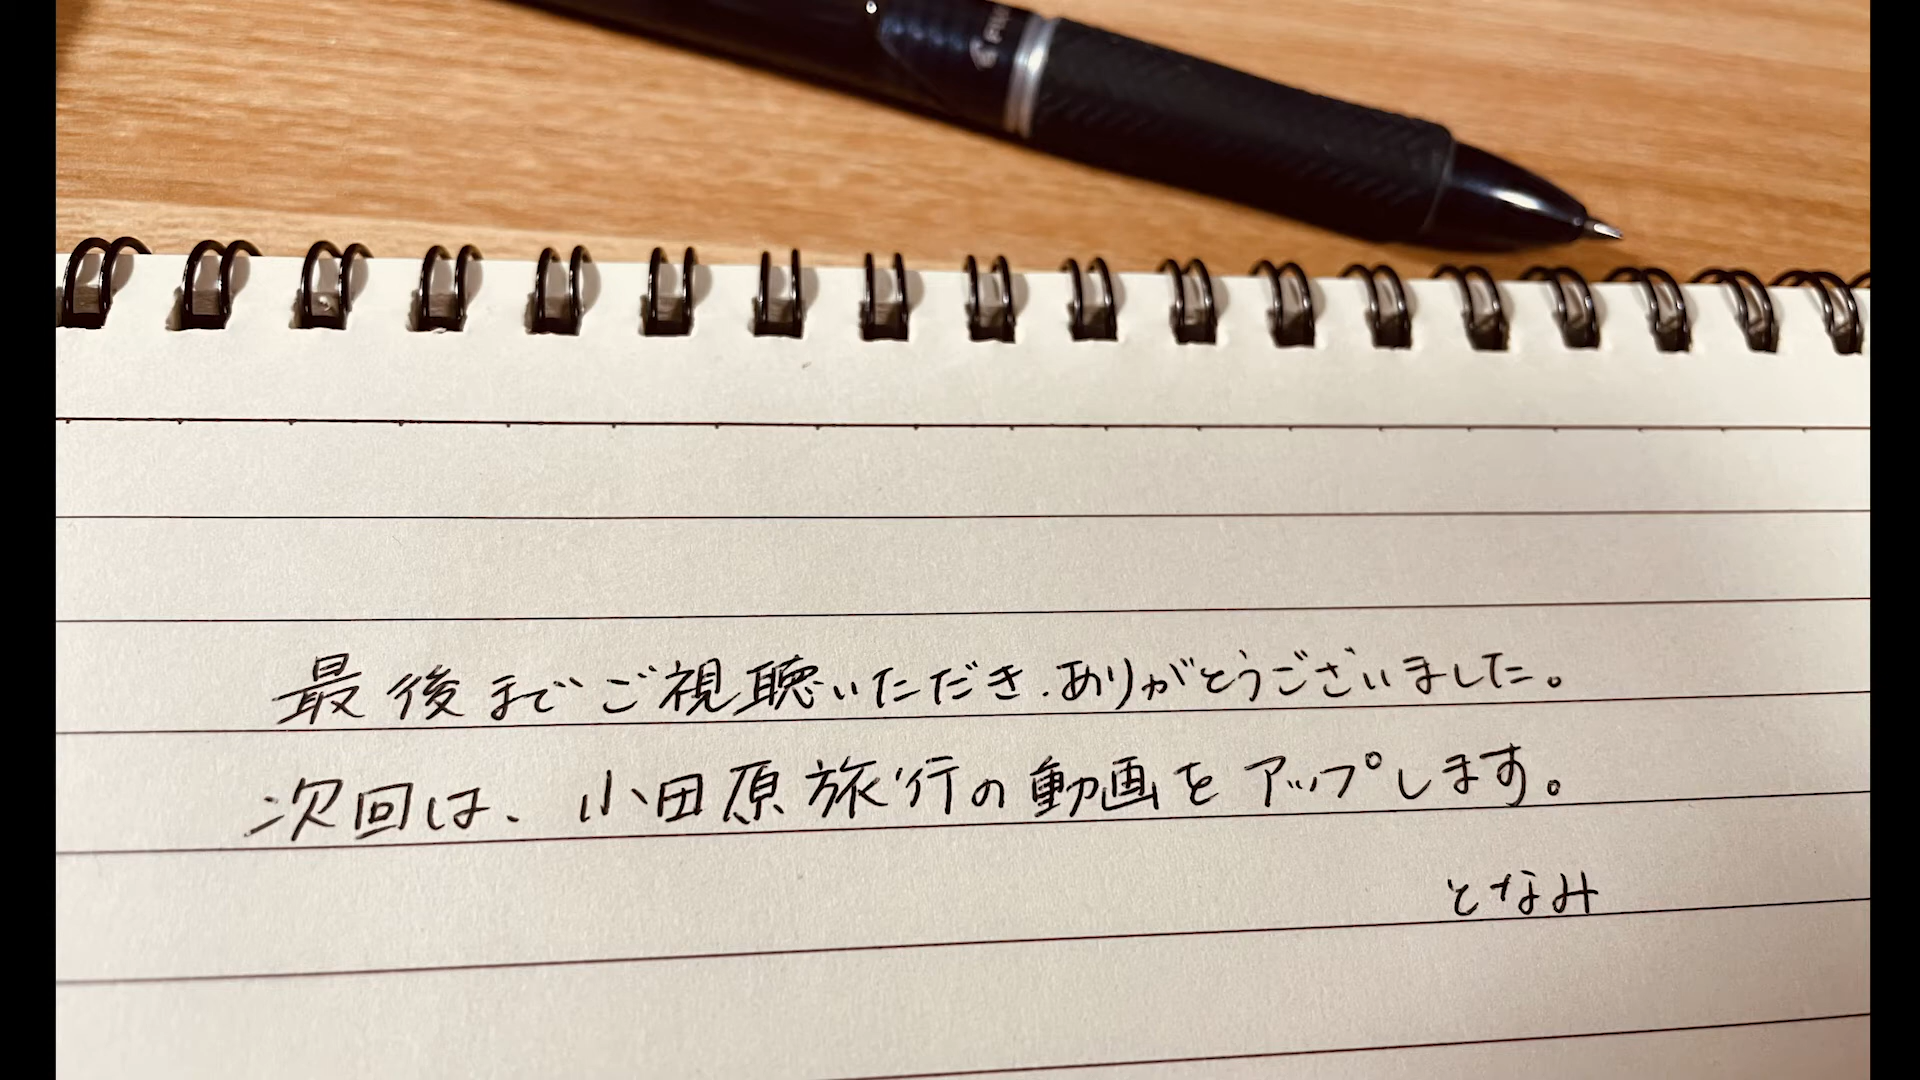 最後までご視聴いただき、ありがとうございました。
次回は、小田原旅行の動画をアップします。
となみ